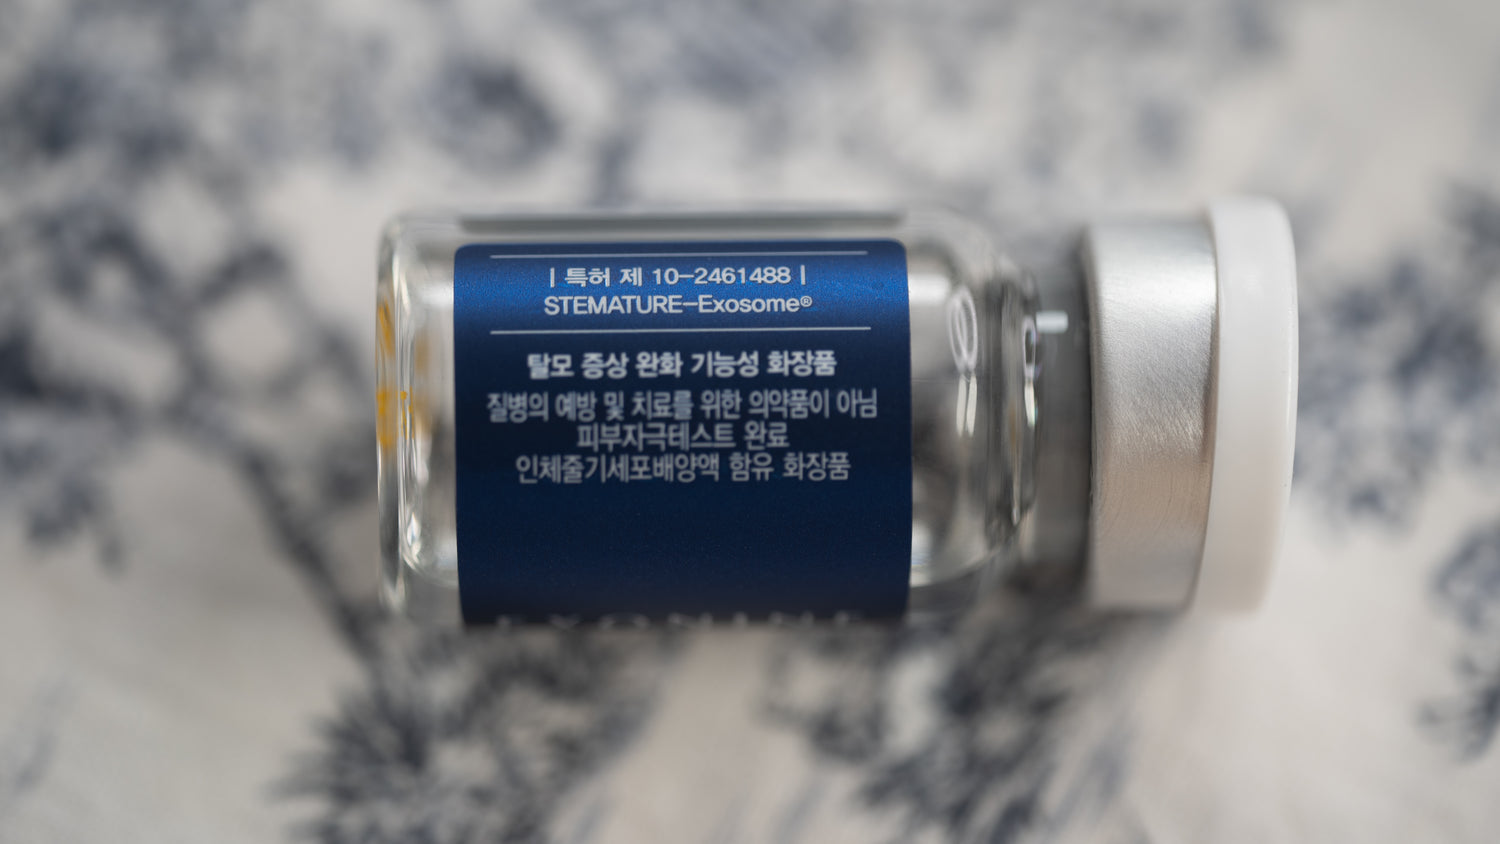 | 특허 제 10-2461488 |
STEMATURE-Exosome®
탈모 증상 완화 기능성 화장품
질병의 예방 및 치료를 위한 의약품이 아님
피부자극테스트 완료
인체줄기세포배양액 함유 화장품